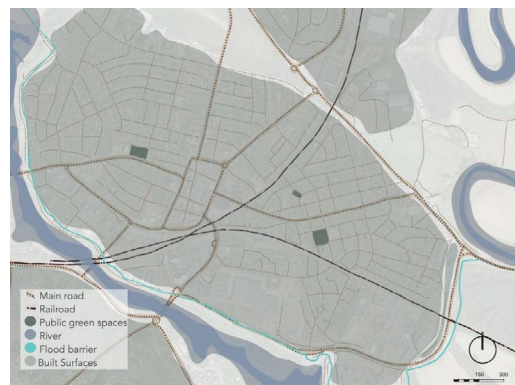 Main road
Railroad
Public green spaces
River
Flood barrier
Built Surfaces
150 300